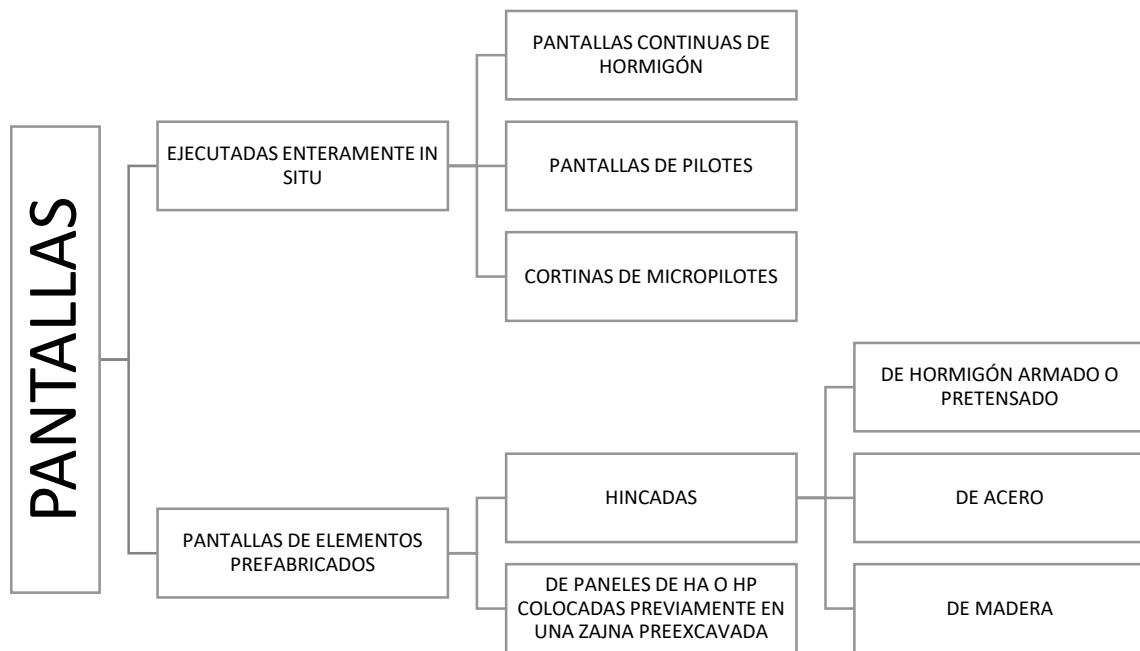 PANTALLAS
EJECUTADAS ENTERAMENTE IN
SITU
PANTALLAS CONTINUAS DE
HORMIGÓN
PANTALLAS DE PILOTES
CORTINAS DE MICROPILOTES
PANTALLAS DE ELEMENTOS
PREFABRICADOS
HINCADAS
DE HORMIGÓN ARMADO O
PRETENSADO
DE ACERO
DE MADERA
DE PANELES DE HA O HP
COLOCADAS PREVIAMENTE EN
UNA ZAJNA PREEXCAVADA